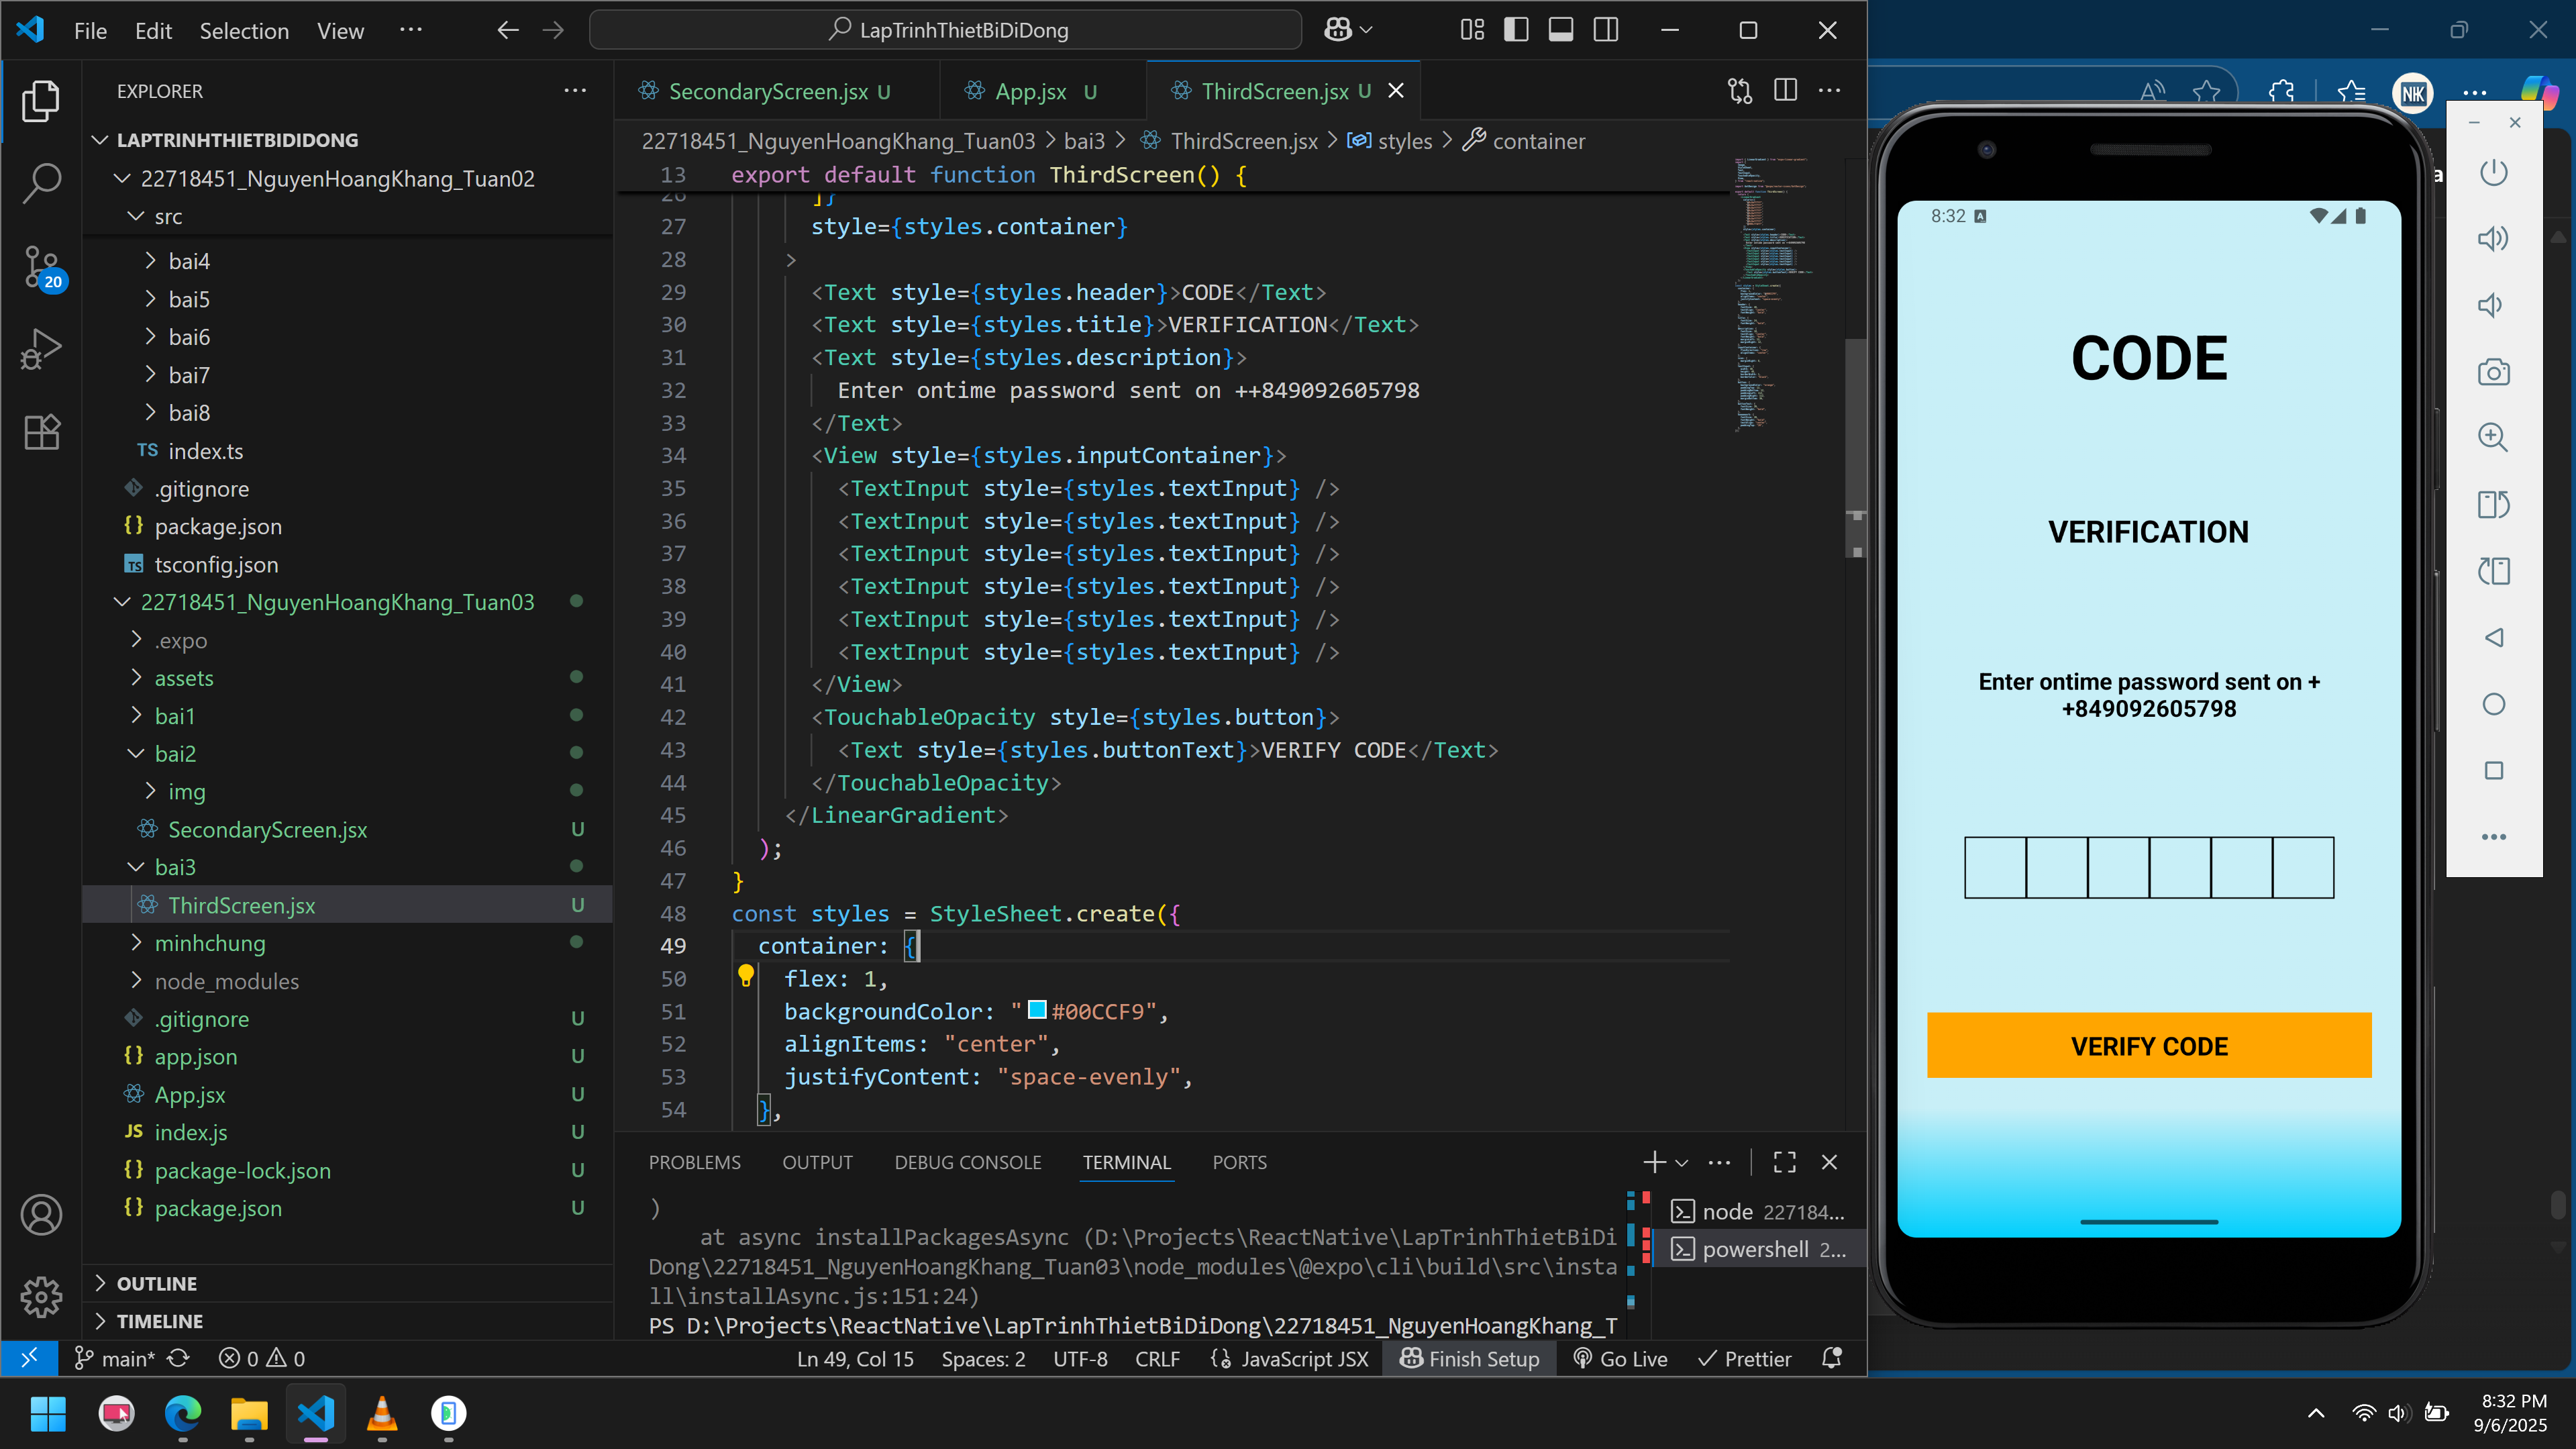 File Edit Selection View ···
LapTrinhThietBiDiDong
EXPLORER
LAPTRINHTHIETBIDIDONG
22718451_NguyenHoangKhang_Tuan02
src
bai4
bai5
bai6
bai7
bai8
TS index.ts
.gitignore
{} package.json
TS tsconfig.json
22718451_NguyenHoangKhang_Tuan03
.expo
assets
bai1
bai2
img
SecondaryScreen.jsx U
bai3
ThirdScreen.jsx U
minhchung
node_modules
.gitignore U
{} app.json U
App.jsx U
JS index.js U
{} package-lock.json U
{} package.json U
OUTLINE
TIMELINE
20
SecondaryScreen.jsx U App.jsx U ThirdScreen.jsx U
22718451_NguyenHoangKhang_Tuan03 > bai3 > ThirdScreen.jsx > styles > container
13 export default function ThirdScreen() {
26 ]}
27 style={styles.container}
28 >
29 <Text style={styles.header}>CODE</Text>
30 <Text style={styles.title}>VERIFICATION</Text>
31 <Text style={styles.description}>
32 Enter ontime password sent on ++849092605798
33 </Text>
34 <View style={styles.inputContainer}>
35 <TextInput style={styles.textInput} />
36 <TextInput style={styles.textInput} />
37 <TextInput style={styles.textInput} />
38 <TextInput style={styles.textInput} />
39 <TextInput style={styles.textInput} />
40 <TextInput style={styles.textInput} />
41 </View>
42 <TouchableOpacity style={styles.button}>
43 <Text style={styles.buttonText}>VERIFY CODE</Text>
44 </TouchableOpacity>
45 </LinearGradient>
46 );
47 }
48 const styles = StyleSheet.create({
49 container: {
50 flex: 1,
51 backgroundColor: "#00CCF9",
52 alignItems: "center",
53 justifyContent: "space-evenly",
54 },
PROBLEMS OUTPUT DEBUG CONSOLE TERMINAL PORTS
)
at async installPackagesAsync (D:\Projects\ReactNative\LapTrinhThietBiDi
Dong\22718451_NguyenHoangKhang_Tuan03\node_modules\@expo\cli\build\src\insta
ll\installAsync.js:151:24)
PS D:\Projects\ReactNative\LapTrinhThietBiDiDong\22718451_NguyenHoangKhang_T
node 227184...
powershell 2...
main* 0 0 Ln 49, Col 15 Spaces: 2 UTF-8 CRLF {} JavaScript JSX Finish Setup Go Live Prettier
NK
8:32
CODE
VERIFICATION
Enter ontime password sent on +
+849092605798
VERIFY CODE
8:32 PM
9/6/2025